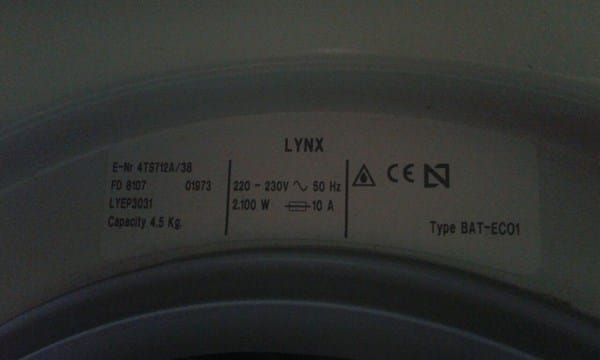 LYNX
E-Nr 4TS712A/38
FD 8107 01973
LYEP3031
Capacity 4.5 Kg.
220 - 230V ∿ 50 Hz
2.100 W 10 A
CE N
Type BAT-ECO1